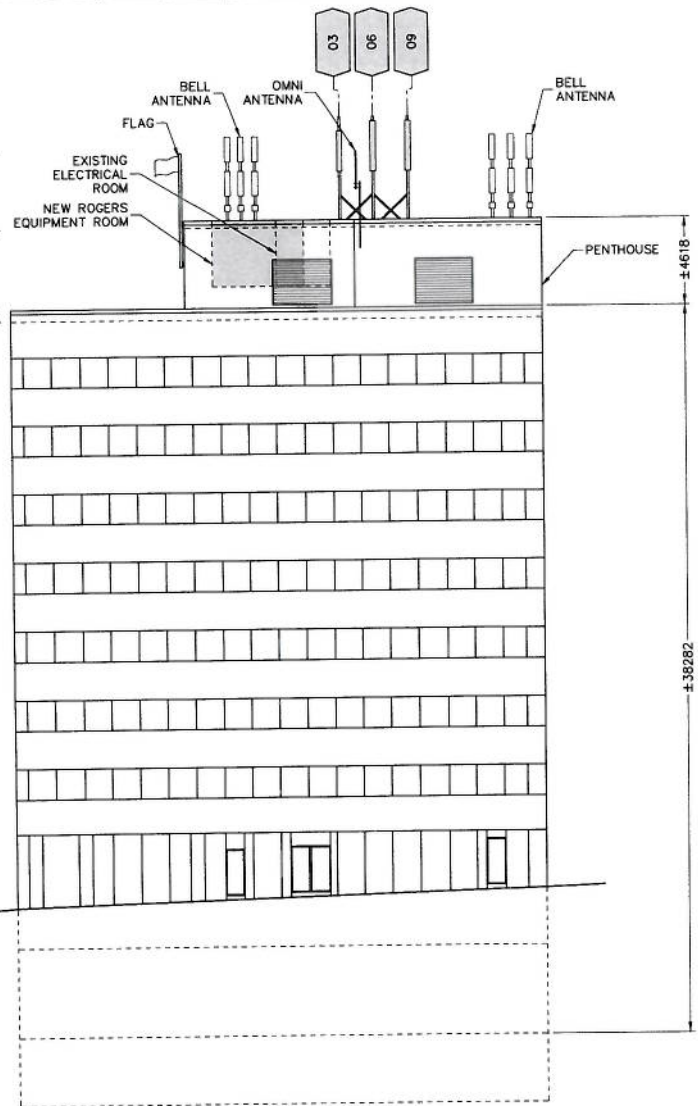 03
06
09
BELL
ANTENNA
OMNI
ANTENNA
BELL
ANTENNA
FLAG
EXISTING
ELECTRICAL
ROOM
NEW ROGERS
EQUIPMENT ROOM
PENTHOUSE
±4618
±38282